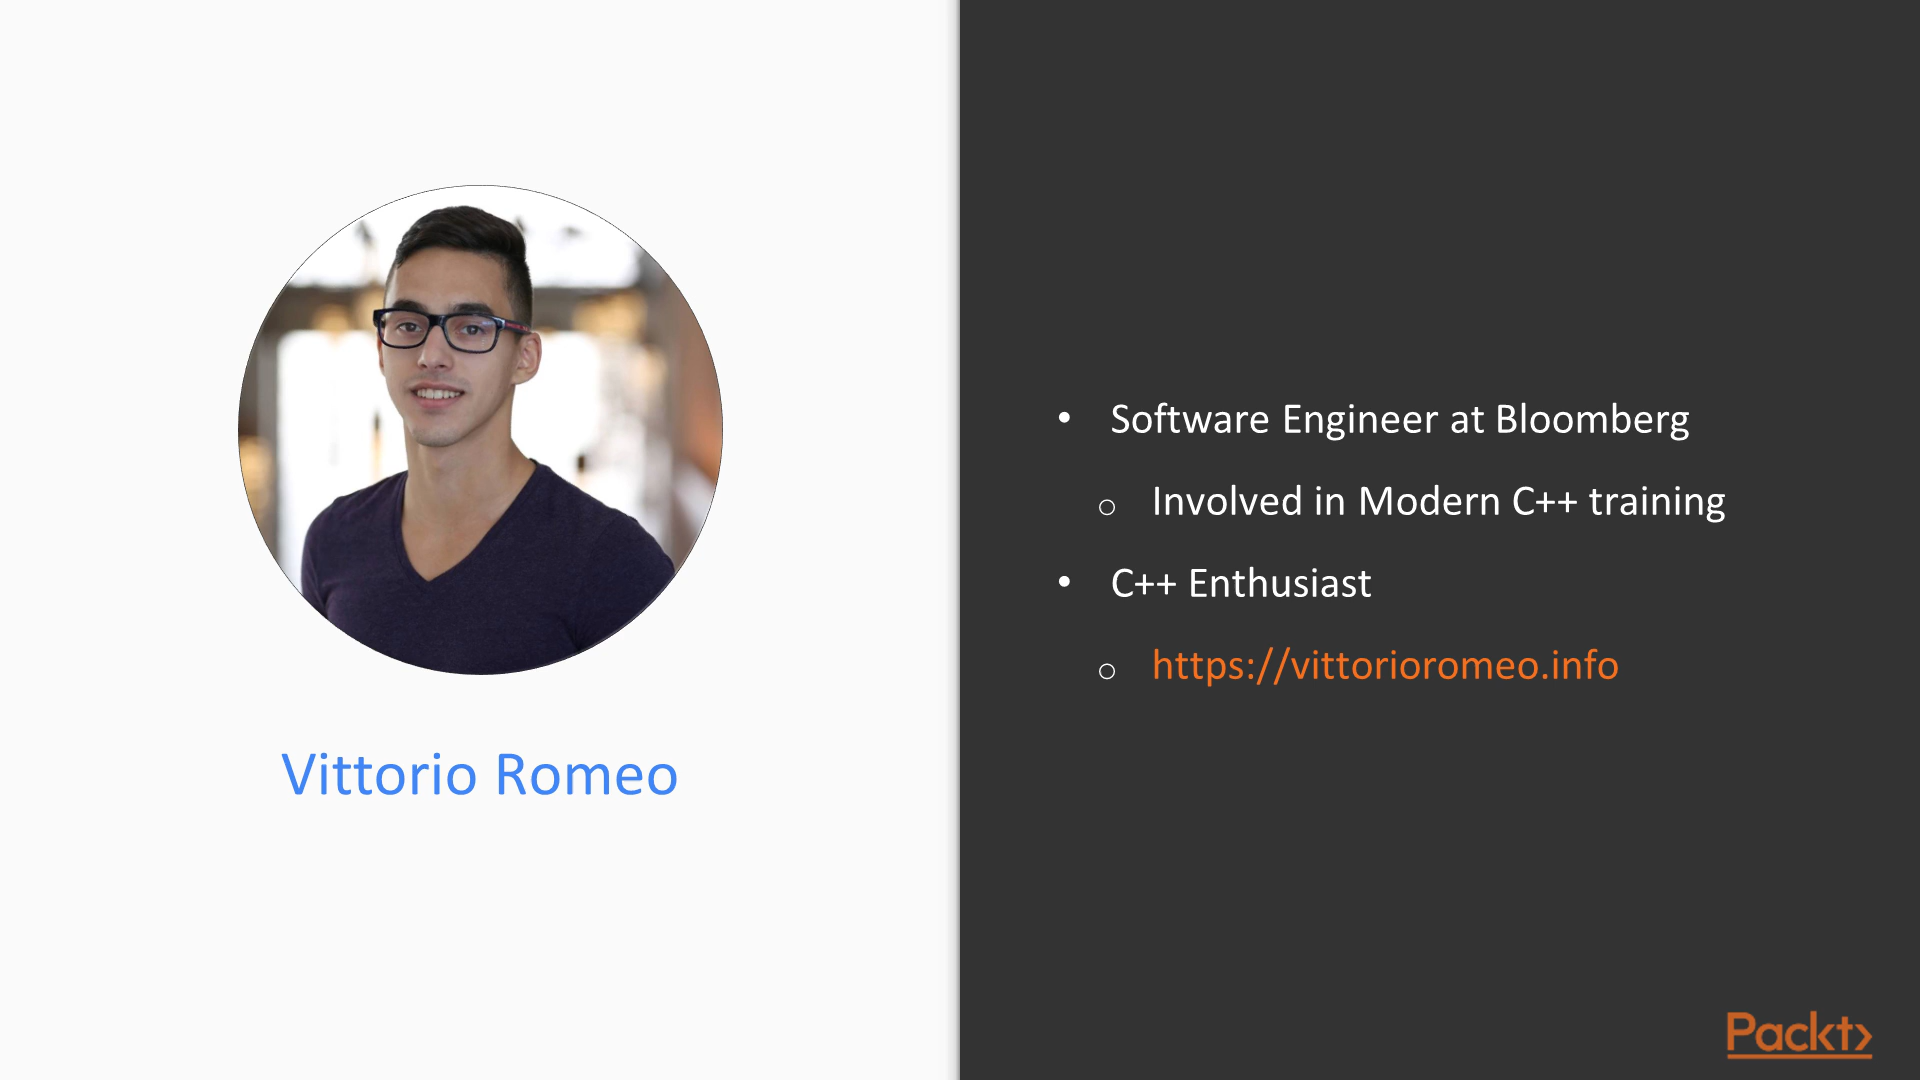 Vittorio Romeo
• Software Engineer at Bloomberg
o Involved in Modern C++ training
• C++ Enthusiast
o https://vittorioromeo.info
Packt>